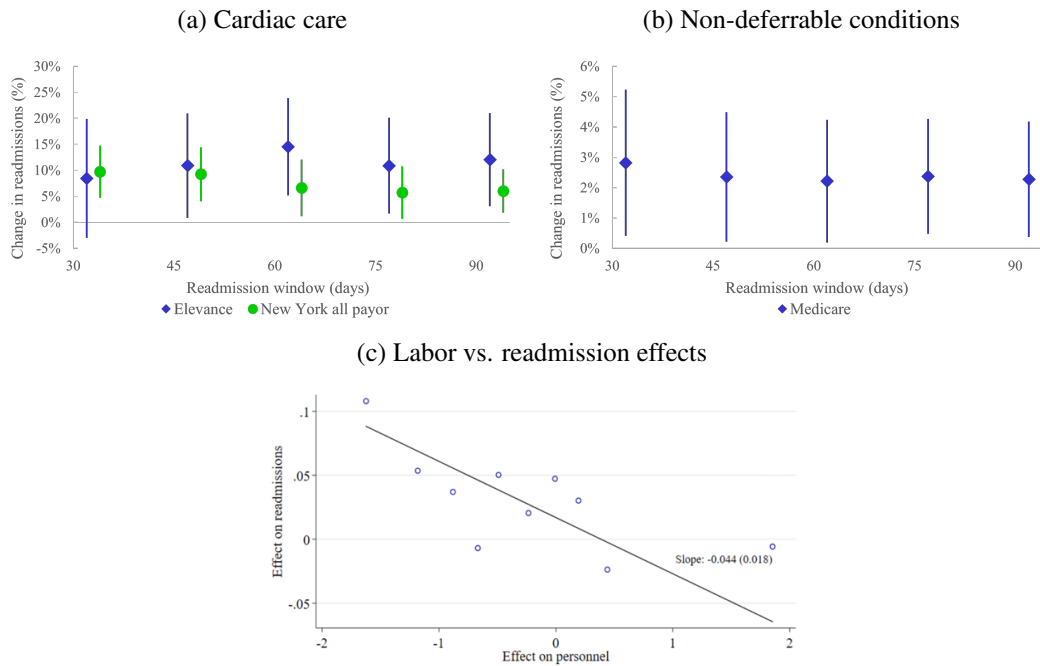 (a) Cardiac care
Change in readmissions (%)
30%
25%
20%
15%
10%
5%
0%
-5%
30 45 60 75 90
Readmission window (days)
Elevance New York all payor
(b) Non-deferrable conditions
Change in readmissions (%)
6%
5%
4%
3%
2%
1%
0%
30 45 60 75 90
Readmission window (days)
Medicare
(c) Labor vs. readmission effects
Effect on readmissions
.1
.05
0
-.05
Slope: -0.044 (0.018)
-2 -1 0 1 2
Effect on personnel